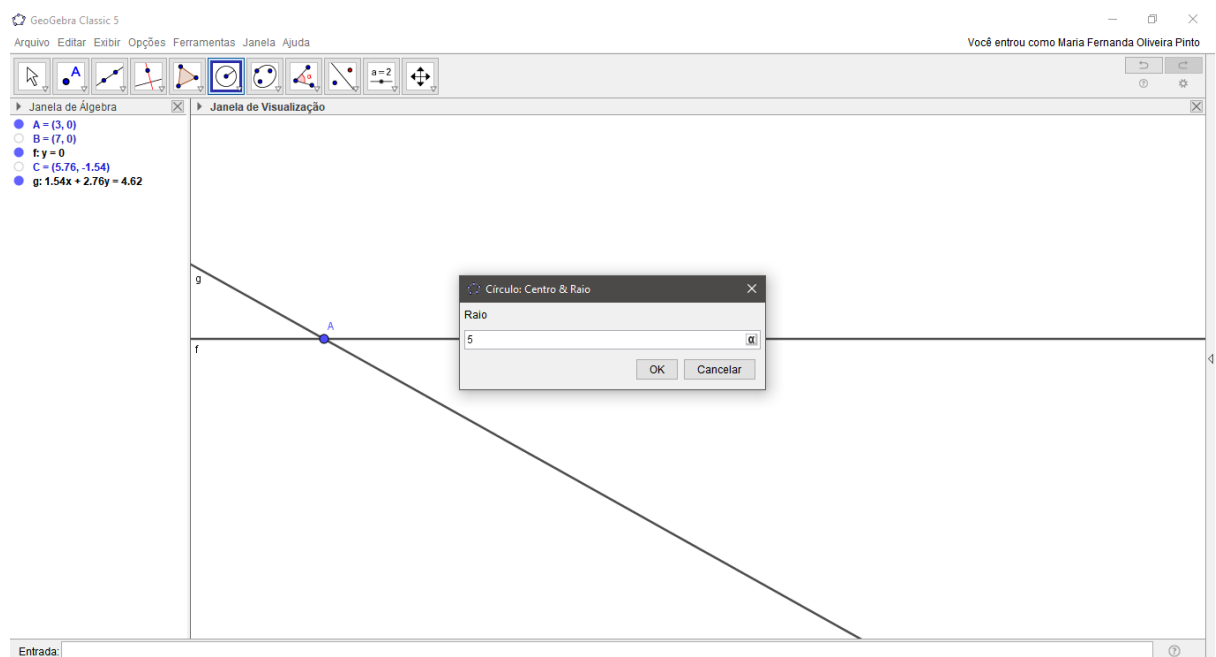 GeoGebra Classic 5
Arquivo Editar Exibir Opções Ferramentas Janela Ajuda
Você entrou como Maria Fernanda Oliveira Pinto
A
α
a=2
Janela de Álgebra
Janela de Visualização
A = (3, 0)
B = (7, 0)
f: y = 0
C = (5.76, -1.54)
g: 1.54x + 2.76y = 4.62
g
A
f
Círculo: Centro & Raio
Raio
5
α
OK Cancelar
Entrada: